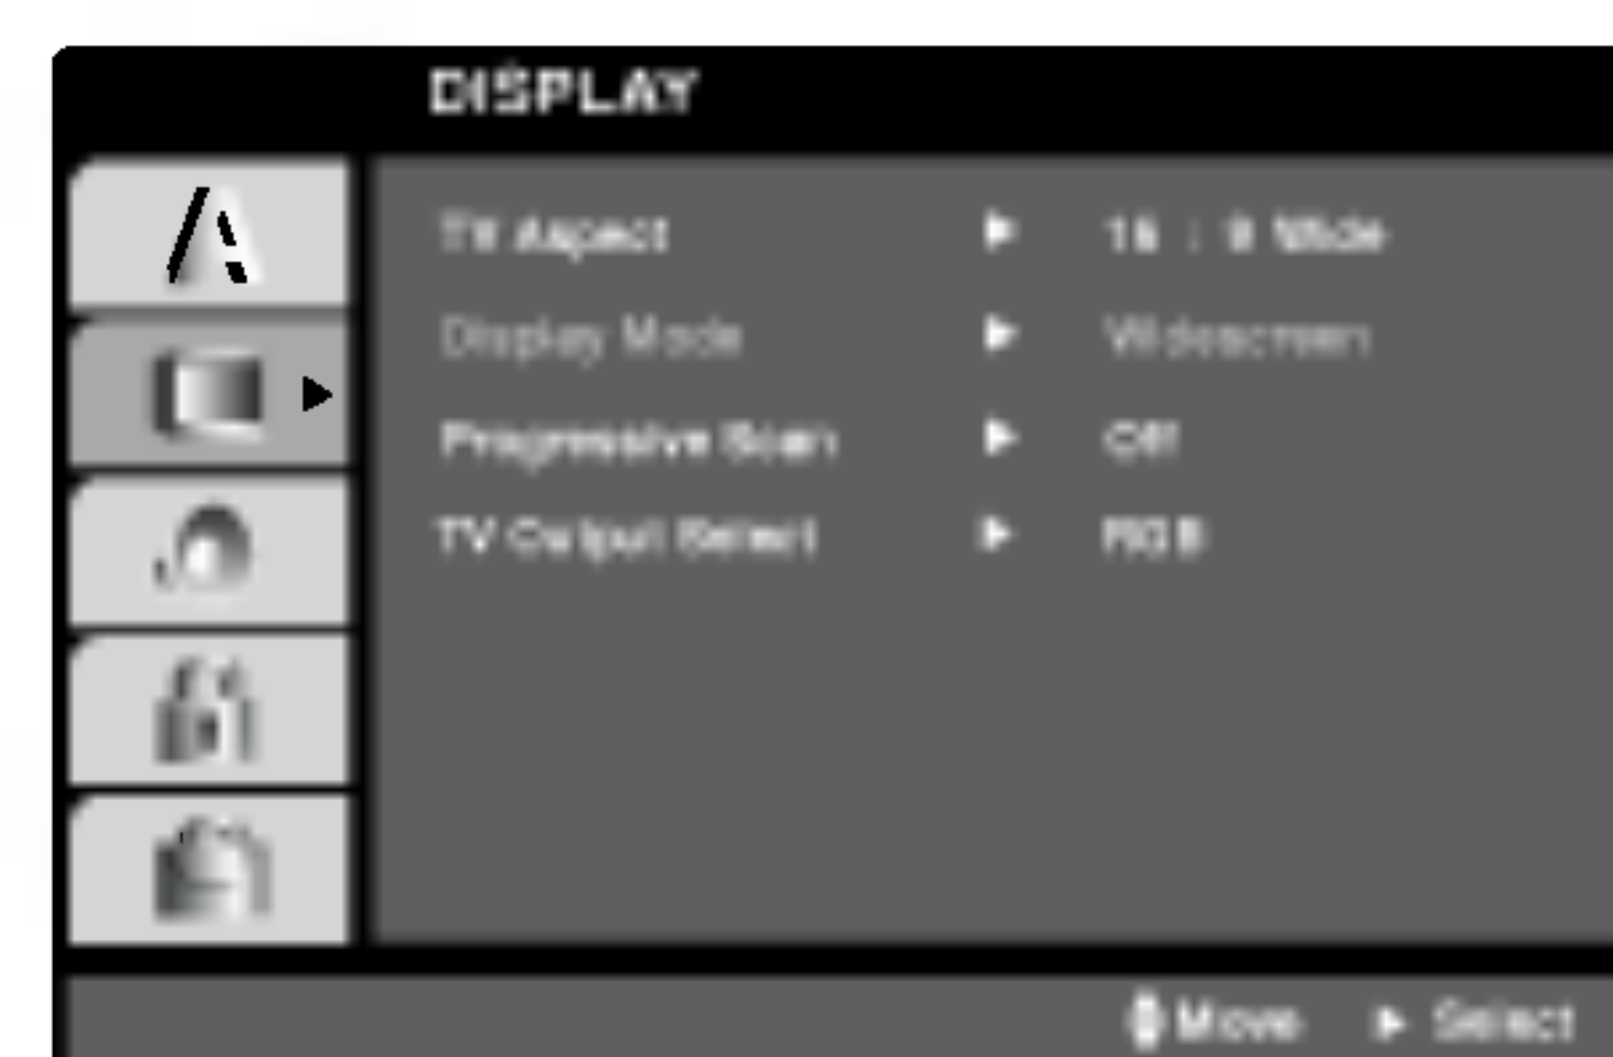 DISPLAY
TV Aspect ► 16 : 9 Wide
Display Mode ► Widescreen
Progressive Scan ► Off
TV Output Select ► RGB
Move ► Select